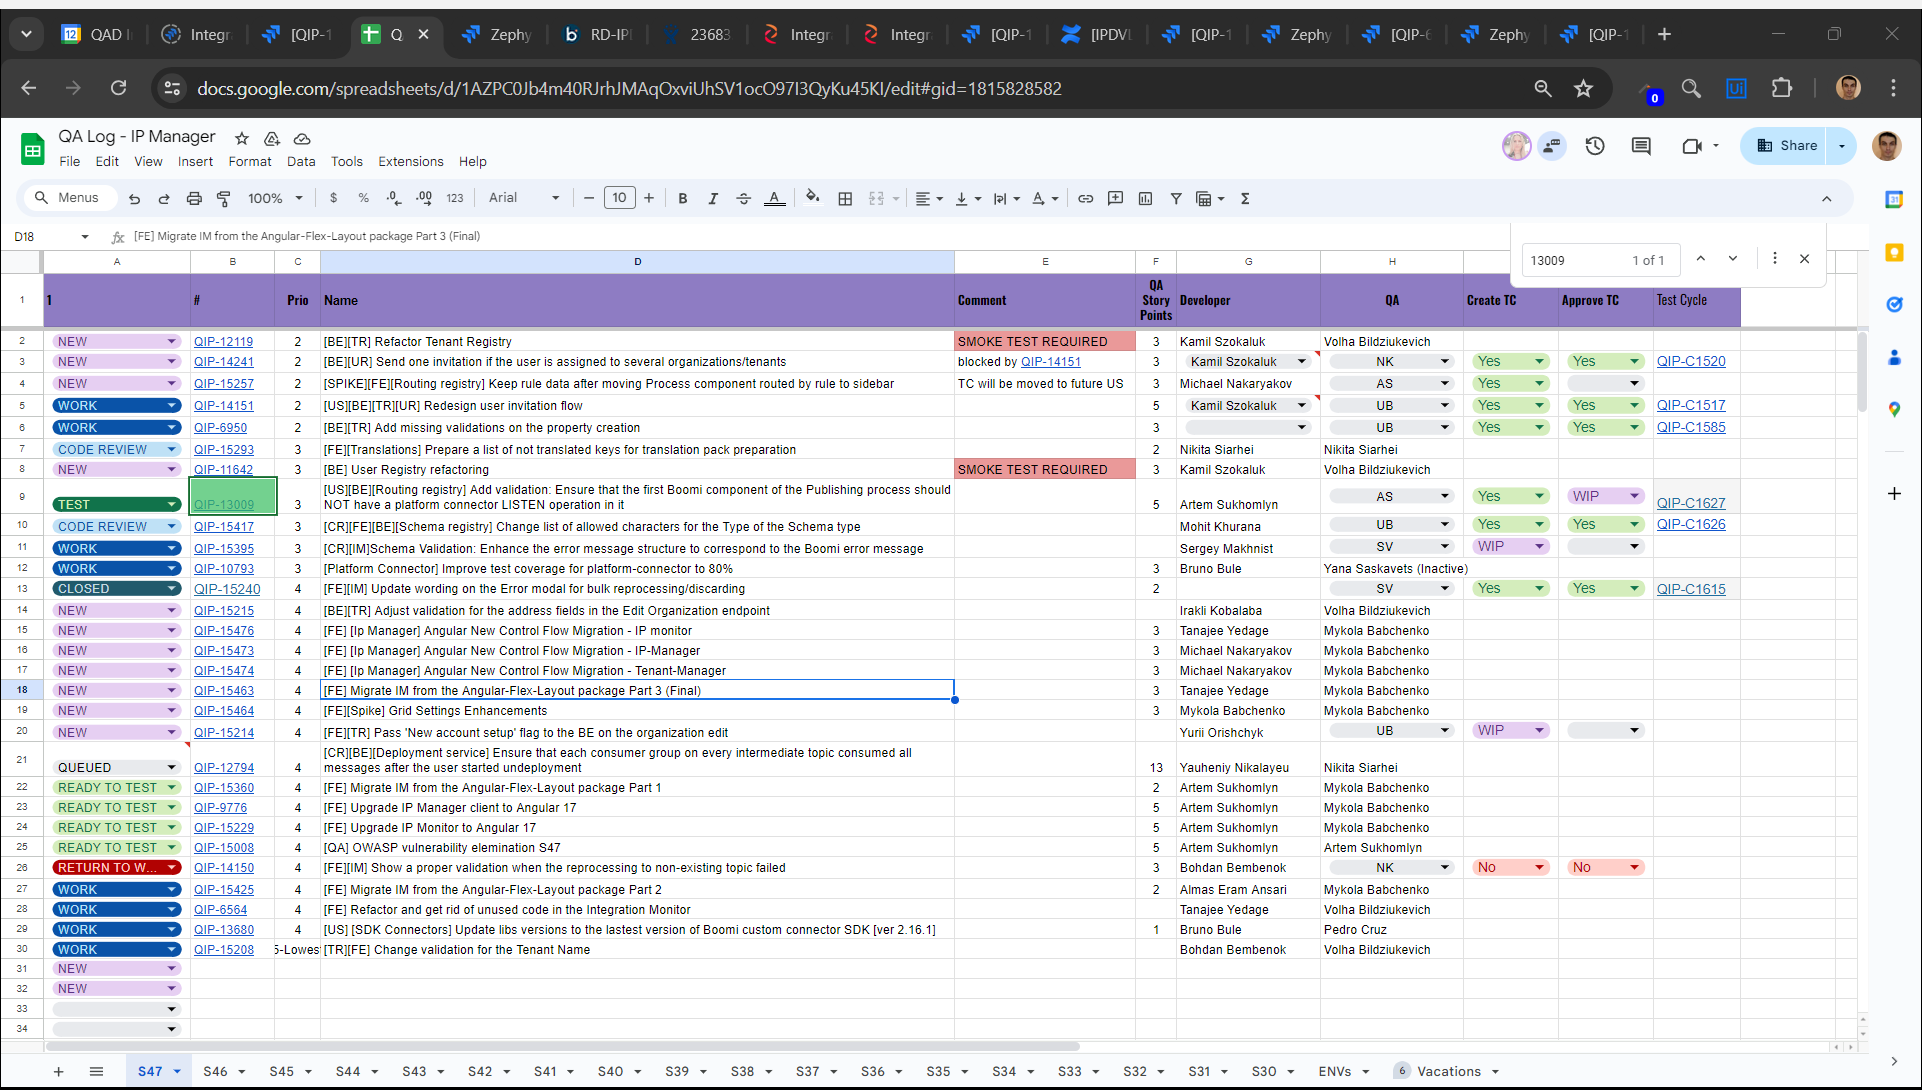 QAD I
Integr
[QIP-1
Q
Zephy
RD-IPI
23683
Integr
Integr
[QIP-1
[IPDVL
[QIP-1
Zephy
[QIP-6
Zephy
[QIP-1
docs.google.com/spreadsheets/d/1AZPC0Jb4m40RJrhJMAqOxviUhSV1ocO97I3QyKu45KI/edit#gid=1815828582
0
QA Log - IP Manager
File Edit View Insert Format Data Tools Extensions Help
Share
Menus 100% $ % .0 .00 123 Arial 10
D18 fx [FE] Migrate IM from the Angular-Flex-Layout package Part 3 (Final)
13009 1 of 1
A B C D E F G H
1 1 # Prio Name Comment QA Story Points Developer QA Create TC Approve TC Test Cycle
2 NEW QIP-12119 2 [BE][TR] Refactor Tenant Registry SMOKE TEST REQUIRED 3 Kamil Szokaluk Volha Bildziukevich
3 NEW QIP-14241 2 [BE][UR] Send one invitation if the user is assigned to several organizations/tenants blocked by QIP-14151 3 Kamil Szokaluk NK Yes Yes QIP-C1520
4 NEW QIP-15257 2 [SPIKE][FE][Routing registry] Keep rule data after moving Process component routed by rule to sidebar TC will be moved to future US 3 Michael Nakaryakov AS Yes
5 WORK QIP-14151 2 [US][BE][TR][UR] Redesign user invitation flow 5 Kamil Szokaluk UB Yes Yes QIP-C1517
6 WORK QIP-6950 2 [BE][TR] Add missing validations on the property creation 3 UB Yes Yes QIP-C1585
7 CODE REVIEW QIP-15293 3 [FE][Translations] Prepare a list of not translated keys for translation pack preparation 2 Nikita Siarhei Nikita Siarhei
8 NEW QIP-11642 3 [BE] User Registry refactoring SMOKE TEST REQUIRED 3 Kamil Szokaluk Volha Bildziukevich
9 TEST QIP-13009 3 [US][BE][Routing registry] Add validation: Ensure that the first Boomi component of the Publishing process should
NOT have a platform connector LISTEN operation in it 5 Artem Sukhomlyn AS Yes WIP QIP-C1627
10 CODE REVIEW QIP-15417 3 [CR][FE][BE][Schema registry] Change list of allowed characters for the Type of the Schema type Mohit Khurana UB Yes Yes QIP-C1626
11 WORK QIP-15395 3 [CR][IM]Schema Validation: Enhance the error message structure to correspond to the Boomi error message Sergey Makhnist SV WIP
12 WORK QIP-10793 3 [Platform Connector] Improve test coverage for platform-connector to 80% 3 Bruno Bule Yana Saskavets (Inactive)
13 CLOSED QIP-15240 4 [FE][IM] Update wording on the Error modal for bulk reprocessing/discarding 2 SV Yes Yes QIP-C1615
14 NEW QIP-15215 4 [BE][TR] Adjust validation for the address fields in the Edit Organization endpoint Irakli Kobalaba Volha Bildziukevich
15 NEW QIP-15476 4 [FE] [Ip Manager] Angular New Control Flow Migration - IP monitor 3 Tanajee Yedage Mykola Babchenko
16 NEW QIP-15473 4 [FE] [Ip Manager] Angular New Control Flow Migration - IP-Manager 3 Michael Nakaryakov Mykola Babchenko
17 NEW QIP-15474 4 [FE] [Ip Manager] Angular New Control Flow Migration - Tenant-Manager 3 Michael Nakaryakov Mykola Babchenko
18 NEW QIP-15463 4 [FE] Migrate IM from the Angular-Flex-Layout package Part 3 (Final) 3 Tanajee Yedage Mykola Babchenko
19 NEW QIP-15464 4 [FE][Spike] Grid Settings Enhancements 3 Mykola Babchenko Mykola Babchenko
20 NEW QIP-15214 4 [FE][TR] Pass 'New account setup' flag to the BE on the organization edit Yurii Orishchyk UB WIP
21 QUEUED QIP-12794 4 [CR][BE][Deployment service] Ensure that each consumer group on every intermediate topic consumed all
messages after the user started undeployment 13 Yauheniy Nikalayeu Nikita Siarhei
22 READY TO TEST QIP-15360 4 [FE] Migrate IM from the Angular-Flex-Layout package Part 1 2 Artem Sukhomlyn Mykola Babchenko
23 READY TO TEST QIP-9776 4 [FE] Upgrade IP Manager client to Angular 17 5 Artem Sukhomlyn Mykola Babchenko
24 READY TO TEST QIP-15229 4 [FE] Upgrade IP Monitor to Angular 17 5 Artem Sukhomlyn Mykola Babchenko
25 READY TO TEST QIP-15008 4 [QA] OWASP vulnerability elemination S47 5 Artem Sukhomlyn Artem Sukhomlyn
26 RETURN TO W... QIP-14150 4 [FE][IM] Show a proper validation when the reprocessing to non-existing topic failed 3 Bohdan Bembenok NK No No
27 WORK QIP-15425 4 [FE] Migrate IM from the Angular-Flex-Layout package Part 2 2 Almas Eram Ansari Mykola Babchenko
28 WORK QIP-6564 4 [FE] Refactor and get rid of unused code in the Integration Monitor Tanajee Yedage Volha Bildziukevich
29 WORK QIP-13680 4 [US] [SDK Connectors] Update libs versions to the lastest version of Boomi custom connector SDK [ver 2.16.1] 1 Bruno Bule Pedro Cruz
30 WORK QIP-15208 5-Lowest [TR][FE] Change validation for the Tenant Name Bohdan Bembenok Volha Bildziukevich
31 NEW
32 NEW
33
34
S47 S46 S45 S44 S43 S42 S41 S40 S39 S38 S37 S36 S35 S34 S33 S32 S31 S30 ENVs 6 Vacations